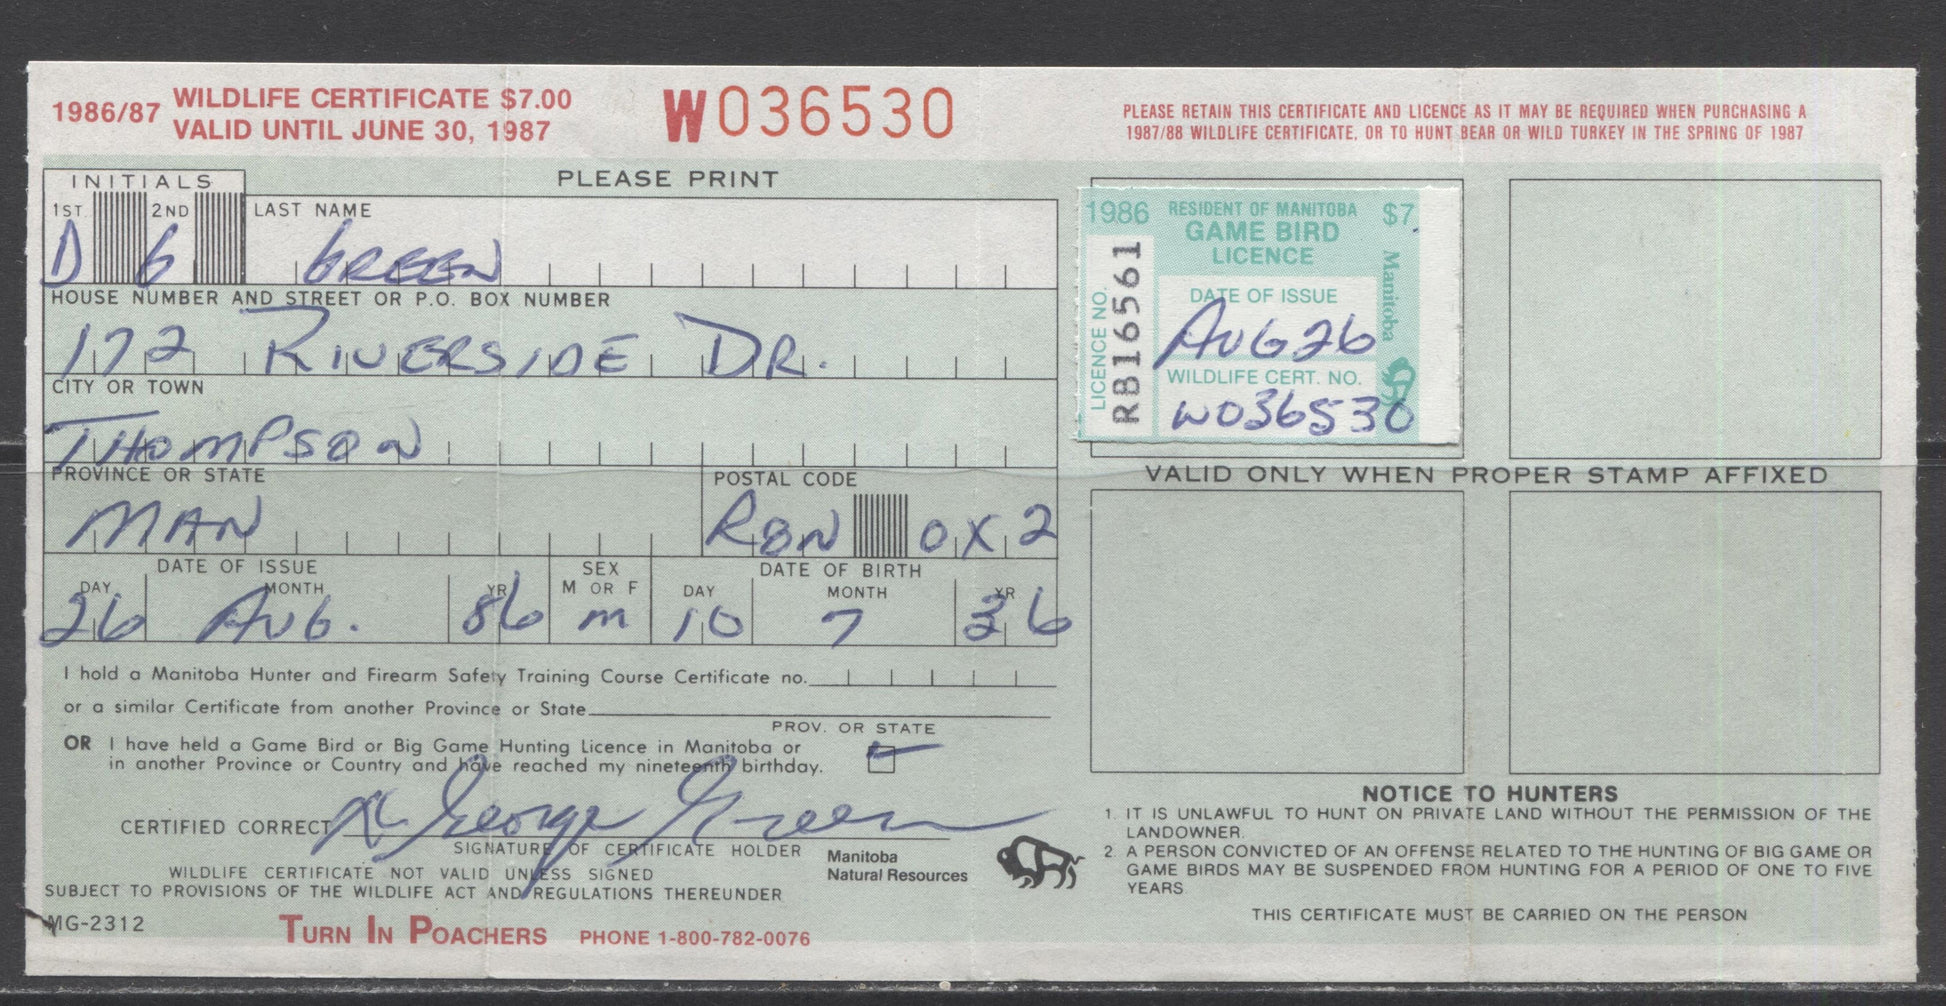 1986/87 WILDLIFE CERTIFICATE $7.00
VALID UNTIL JUNE 30, 1987
W036530
PLEASE RETAIN THIS CERTIFICATE AND LICENCE AS IT MAY BE REQUIRED WHEN PURCHASING A
1987/88 WILDLIFE CERTIFICATE, OR TO HUNT BEAR OR WILD TURKEY IN THE SPRING OF 1987
INITIALS
PLEASE PRINT
1ST. 2ND LAST NAME
D G GREEN
HOUSE NUMBER AND STREET OR P.O. BOX NUMBER
172 RIVERSIDE DR.
CITY OR TOWN
THOMPSON
PROVINCE OR STATE POSTAL CODE
MAN R8N 0X2
DATE OF ISSUE SEX DATE OF BIRTH
DAY MONTH YR M OR F DAY MONTH YR
26 AUG. 86 M 10 7 36
I hold a Manitoba Hunter and Firearm Safety Training Course Certificate no.
or a similar Certificate from another Province or State
PROV. OR STATE
OR I have held a Game Bird or Big Game Hunting Licence in Manitoba or
in another Province or Country and have reached my nineteenth birthday.
CERTIFIED CORRECT George Green
SIGNATURE OF CERTIFICATE HOLDER
WILDLIFE CERTIFICATE NOT VALID UNLESS SIGNED
SUBJECT TO PROVISIONS OF THE WILDLIFE ACT AND REGULATIONS THEREUNDER
Manitoba
Natural Resources
MG-2312
TURN IN POACHERS PHONE 1-800-782-0076
1986 RESIDENT OF MANITOBA $7.
GAME BIRD
LICENCE
Manitoba
LICENCE NO.
RB16561
DATE OF ISSUE
AUG 26
WILDLIFE CERT. NO.
W036530
VALID ONLY WHEN PROPER STAMP AFFIXED
NOTICE TO HUNTERS
1. IT IS UNLAWFUL TO HUNT ON PRIVATE LAND WITHOUT THE PERMISSION OF THE
LANDOWNER.
2. A PERSON CONVICTED OF AN OFFENSE RELATED TO THE HUNTING OF BIG GAME OR
GAME BIRDS MAY BE SUSPENDED FROM HUNTING FOR A PERIOD OF ONE TO FIVE
YEARS.
THIS CERTIFICATE MUST BE CARRIED ON THE PERSON